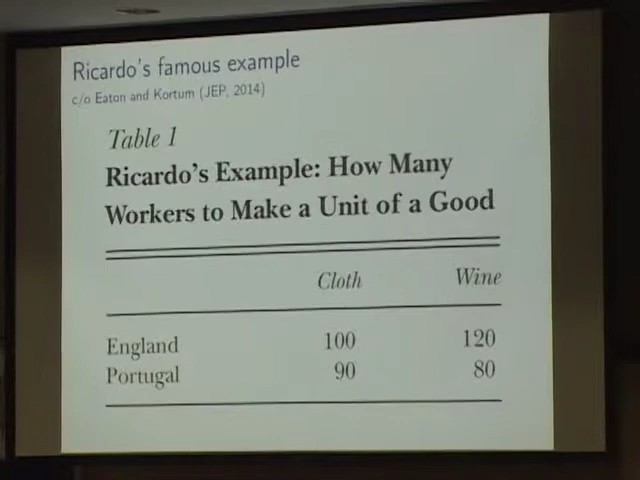 Ricardo's famous example
c/o Eaton and Kortum (JEP, 2014)
Table 1
Ricardo's Example: How Many
Workers to Make a Unit of a Good
Cloth Wine
England 100 120
Portugal 90 80